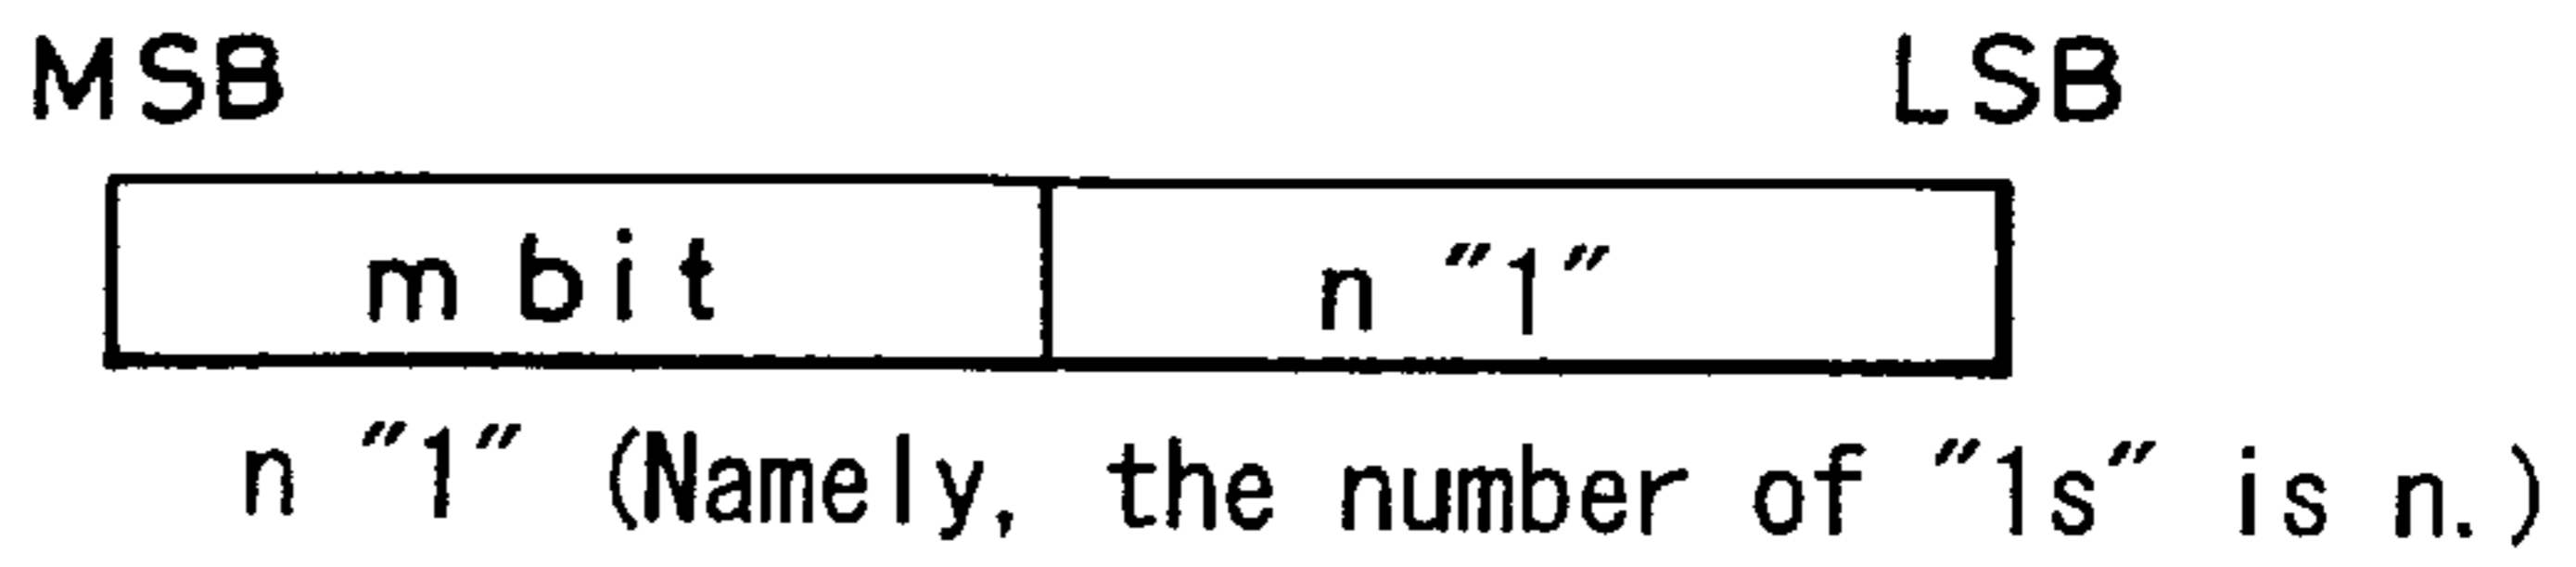 MSB LSB
m bit n "1"
n "1" (Namely, the number of "1s" is n.)